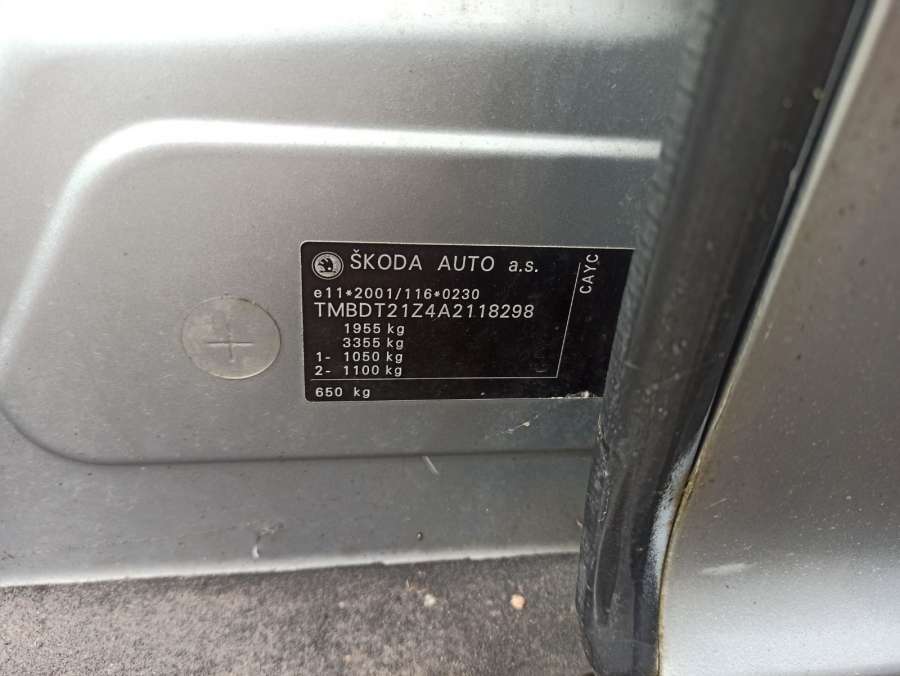 ŠKODA AUTO a.s.
e11*2001/116*0230
TMBDT21Z4A2118298
1955 kg
3355 kg
1- 1050 kg
2- 1100 kg
650 kg
CAYC